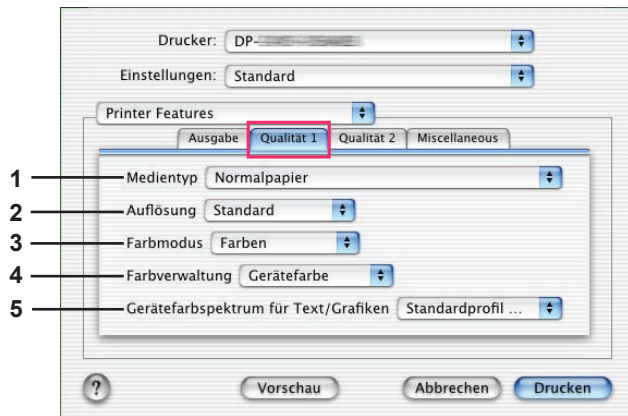 Drucker: DP-
Einstellungen: Standard
Printer Features
Ausgabe Qualität 1 Qualität 2 Miscellaneous
1 Medientyp Normalpapier
2 Auflösung Standard
3 Farbmodus Farben
4 Farbverwaltung Gerätefarbe
5 Gerätefarbspektrum für Text/Grafiken Standardprofil ...
? Vorschau Abbrechen Drucken